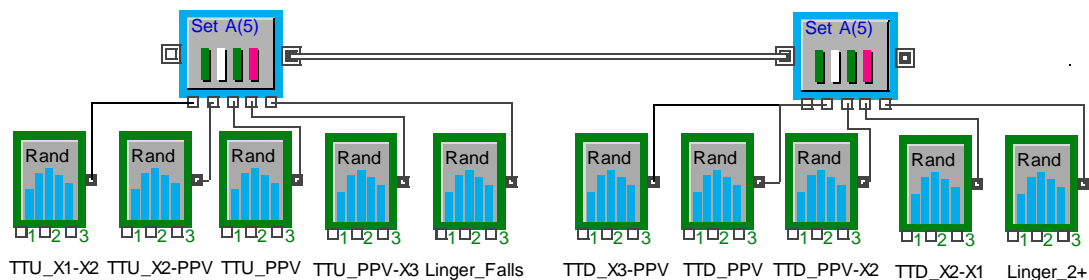 Set A(5) Set A(5)
Rand Rand Rand Rand Rand Rand Rand Rand Rand Rand
1 2 3 1 2 3 1 2 3 1 2 3 1 2 3 1 2 3 1 2 3 1 2 3 1 2 3 1 2 3
TTU_X1-X2 TTU_X2-PPV TTU_PPV TTU_PPV-X3 Linger_Falls TTD_X3-PPV TTD_PPV TTD_PPV-X2 TTD_X2-X1 Linger_2+